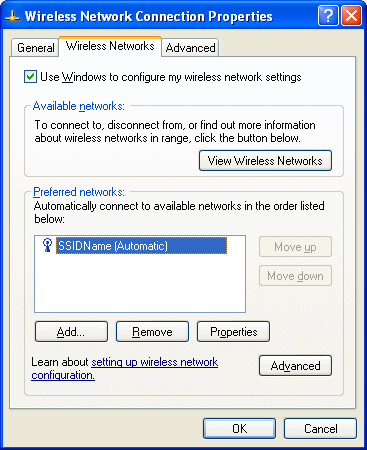 Wireless Network Connection Properties
General
Wireless Networks
Advanced
Use Windows to configure my wireless network settings
Available networks:
To connect to, disconnect from, or find out more information
about wireless networks in range, click the button below.
View Wireless Networks
Preferred networks:
Automatically connect to available networks in the order listed
below:
SSIDName (Automatic)
Move up
Move down
Add...
Remove
Properties
Learn about setting up wireless network
configuration.
Advanced
OK
Cancel